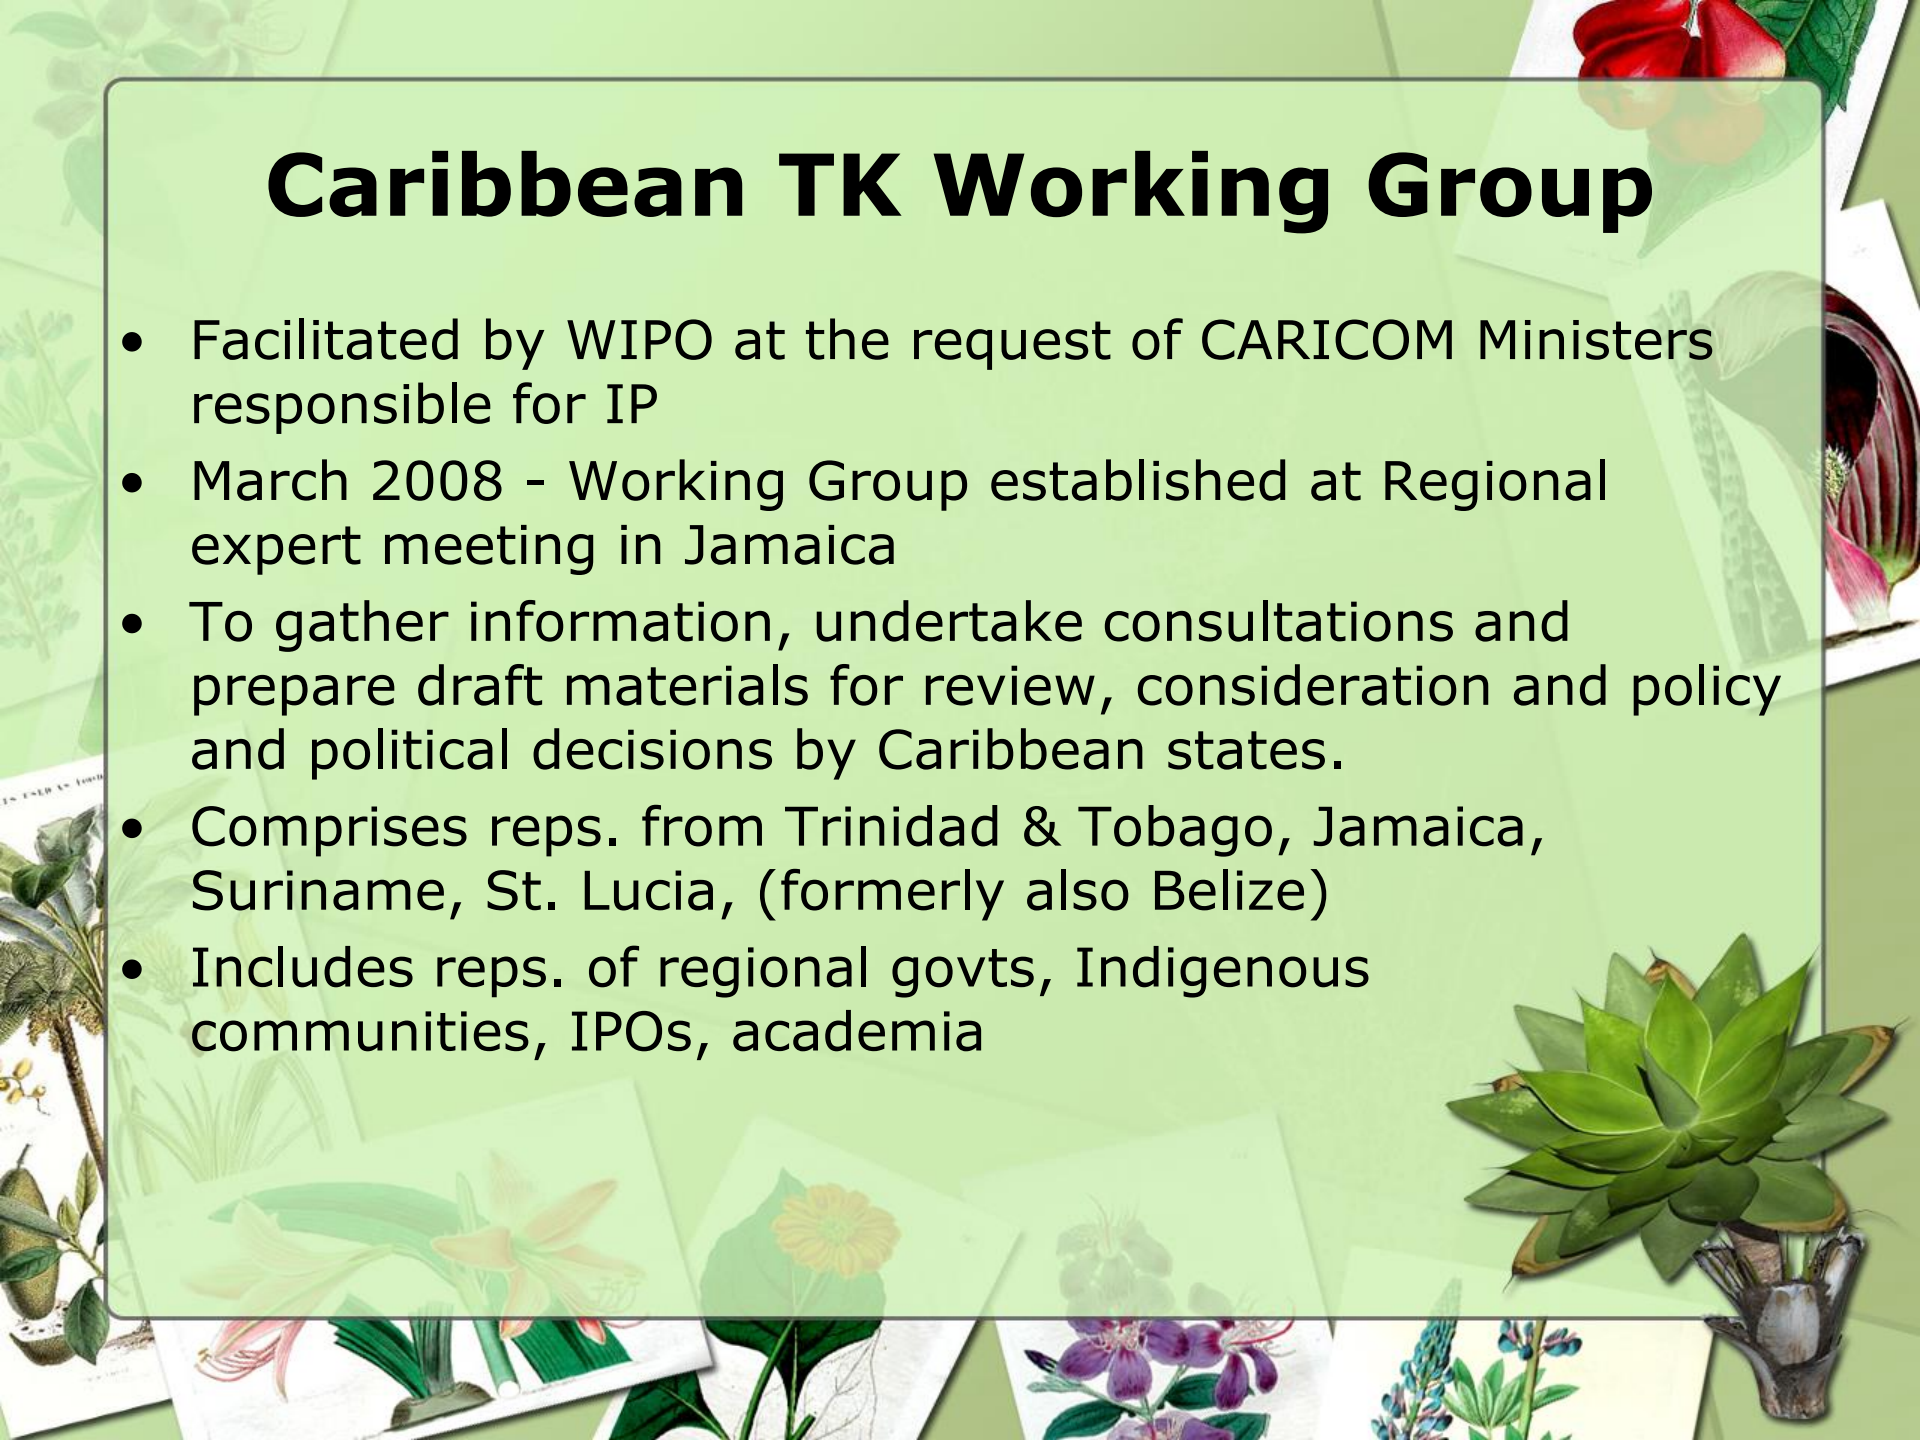 Caribbean TK Working Group
• Facilitated by WIPO at the request of CARICOM Ministers
responsible for IP
• March 2008 - Working Group established at Regional
expert meeting in Jamaica
• To gather information, undertake consultations and
prepare draft materials for review, consideration and policy
and political decisions by Caribbean states.
• Comprises reps. from Trinidad & Tobago, Jamaica,
Suriname, St. Lucia, (formerly also Belize)
• Includes reps. of regional govts, Indigenous
communities, IPOs, academia
USED AS